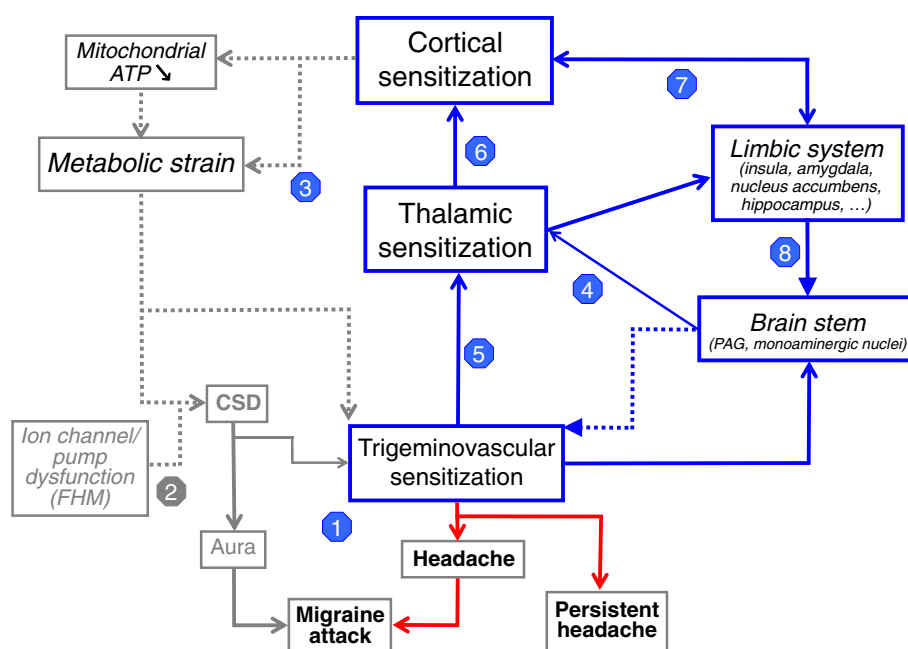 Mitochondrial
ATP ↘
Cortical
sensitization
7
Metabolic strain
3
6
Limbic system
(insula, amygdala,
nucleus accumbens,
hippocampus, …)
Thalamic
sensitization
8
4
Brain stem
(PAG, monoaminergic nuclei)
5
CSD
Ion channel/
pump
dysfunction
(FHM)
2
Trigeminovascular
sensitization
1
Aura
Headache
Migraine
attack
Persistent
headache